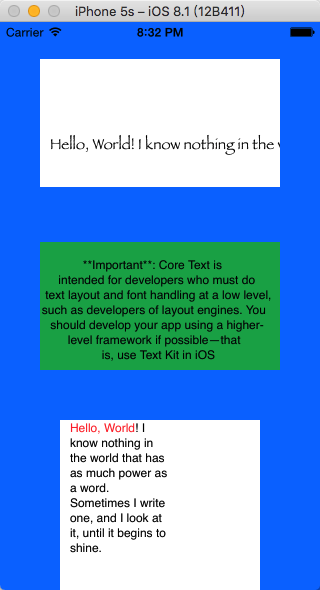 iPhone 5s – iOS 8.1 (12B411)
Carrier 8:32 PM
Hello, World! I know nothing in the
**Important**: Core Text is
intended for developers who must do
text layout and font handling at a low level,
such as developers of layout engines. You
should develop your app using a higher-
level framework if possible—that
is, use Text Kit in iOS
Hello, World! I
know nothing in
the world that has
as much power as
a word.
Sometimes I write
one, and I look at
it, until it begins to
shine.